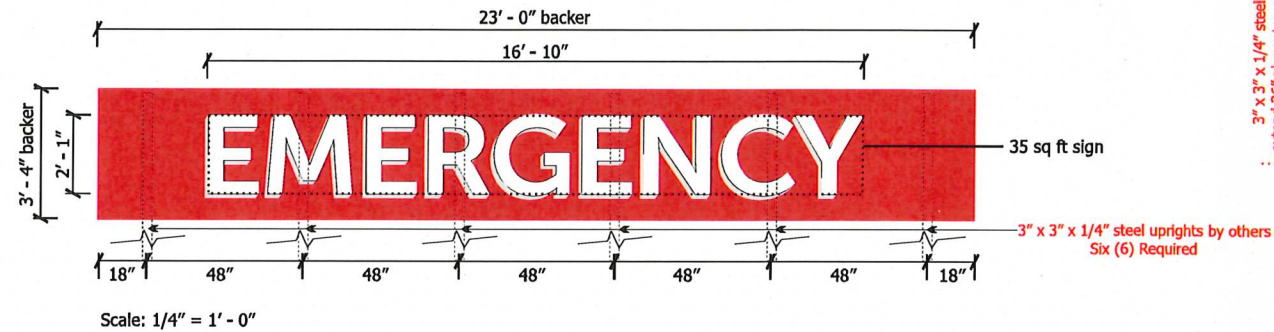 23' - 0" backer
16' - 10"
3' - 4" backer
2' - 1"
EMERGENCY
35 sq ft sign
3" x 3" x 1/4" steel
3" x 3" x 1/4" steel uprights by others
Six (6) Required
18" 48" 48" 48" 48" 48" 18"
Scale: 1/4" = 1' - 0"